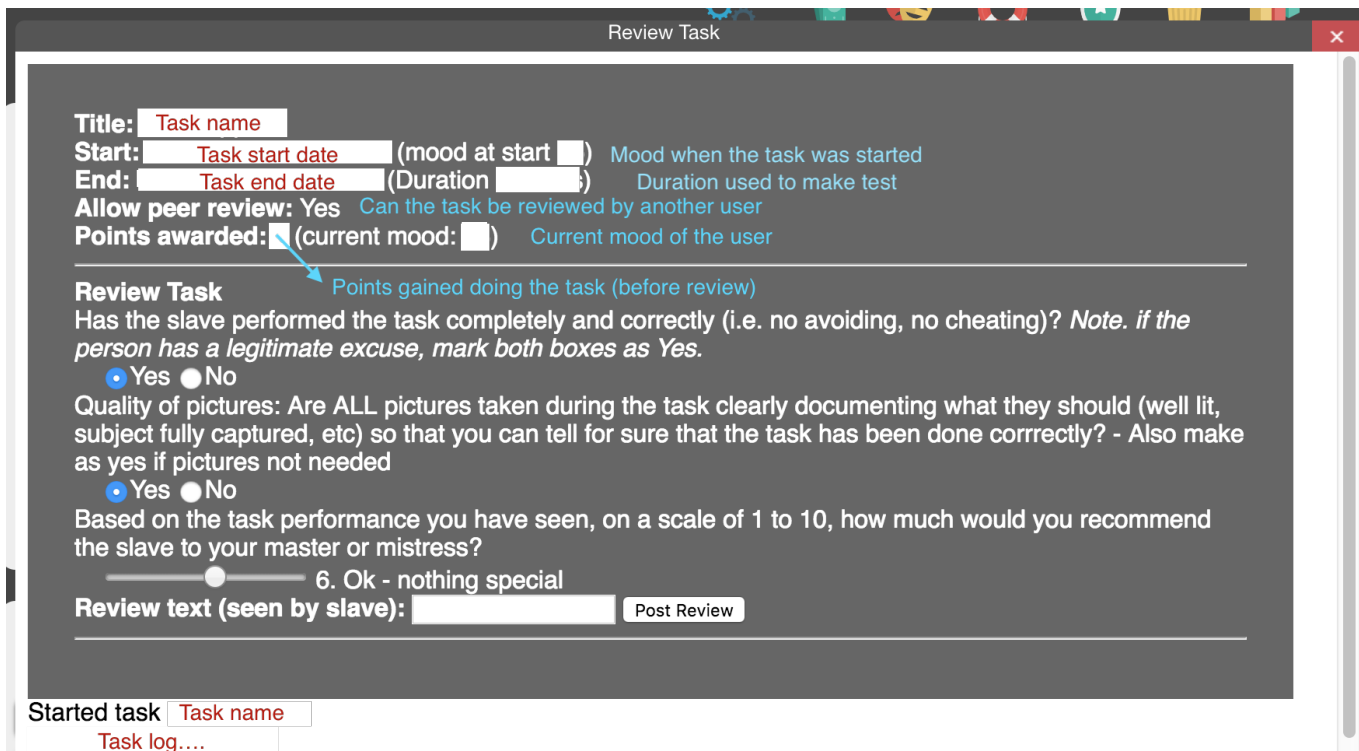 Review Task
Title: Task name
Start: Task start date (mood at start ) Mood when the task was started
End: Task end date (Duration ) Duration used to make test
Allow peer review: Yes Can the task be reviewed by another user
Points awarded: (current mood: ) Current mood of the user
Points gained doing the task (before review)
Review Task
Has the slave performed the task completely and correctly (i.e. no avoiding, no cheating)? Note. if the
person has a legitimate excuse, mark both boxes as Yes.
Yes No
Quality of pictures: Are ALL pictures taken during the task clearly documenting what they should (well lit,
subject fully captured, etc) so that you can tell for sure that the task has been done corrrectly? - Also make
as yes if pictures not needed
Yes No
Based on the task performance you have seen, on a scale of 1 to 10, how much would you recommend
the slave to your master or mistress?
6. Ok - nothing special
Review text (seen by slave): Post Review
Started task Task name
Task log....